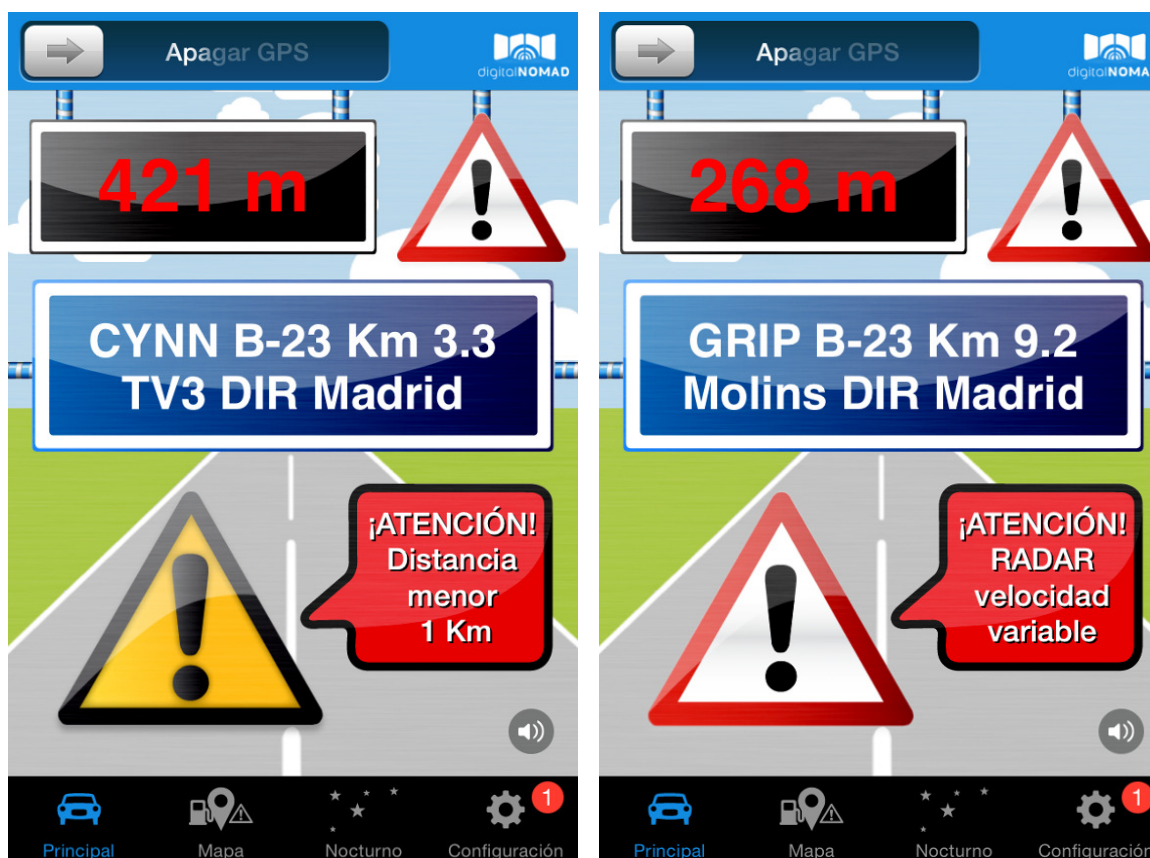 Apagar GPS
digitalNOMAD
421 m
CYNN B-23 Km 3.3
TV3 DIR Madrid
¡ATENCIÓN!
Distancia
menor
1 Km
1
Principal
Mapa
Nocturno
Configuración
Apagar GPS
digitalNOMA
268 m
GRIP B-23 Km 9.2
Molins DIR Madrid
¡ATENCIÓN!
RADAR
velocidad
variable
1
Principal
Mapa
Nocturno
Configuración